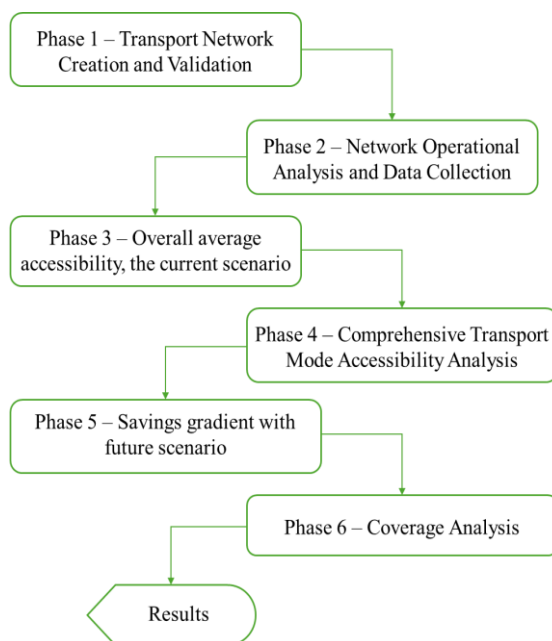 Phase 1 – Transport Network
Creation and Validation
Phase 2 – Network Operational
Analysis and Data Collection
Phase 3 – Overall average
accessibility, the current scenario
Phase 4 – Comprehensive Transport
Mode Accessibility Analysis
Phase 5 – Savings gradient with
future scenario
Phase 6 – Coverage Analysis
Results